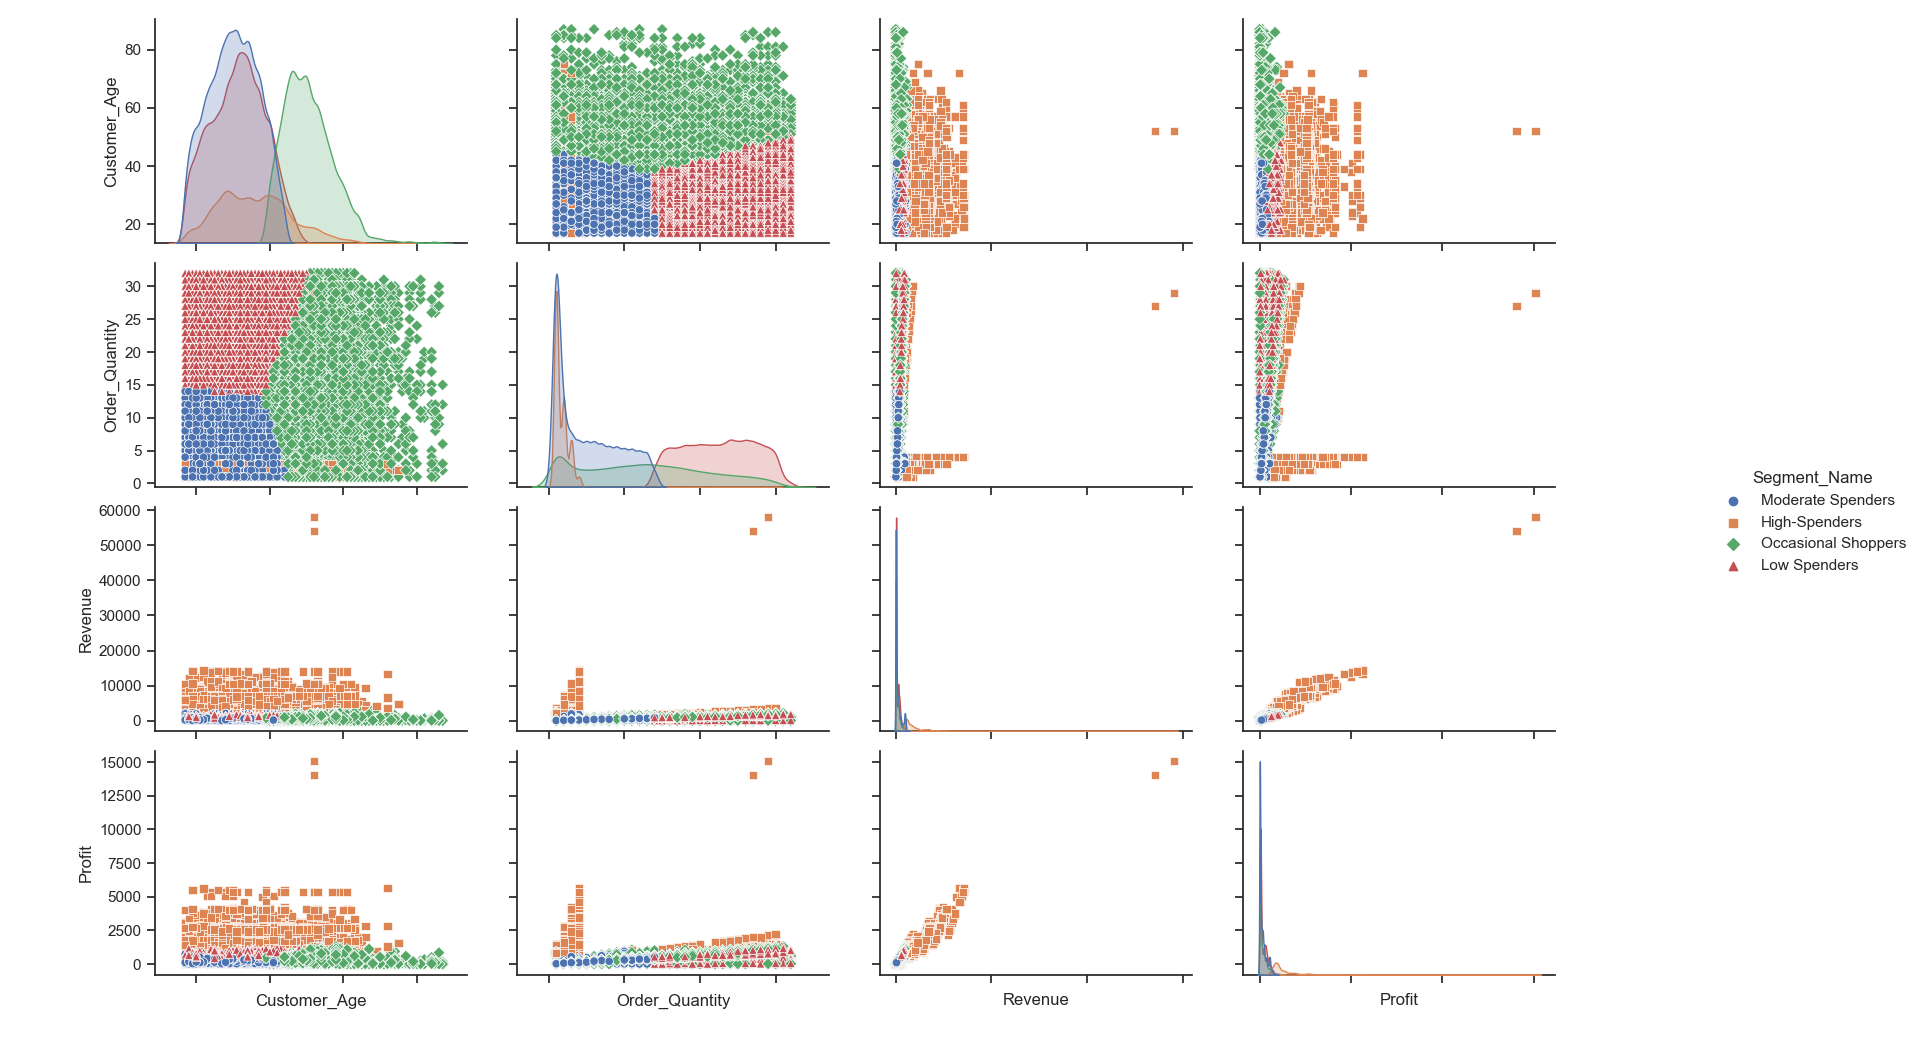 80
60
40
20
Customer_Age
30
25
20
15
10
5
0
Order_Quantity
60000
50000
40000
30000
20000
10000
0
Revenue
15000
12500
10000
7500
5000
2500
0
Profit
Customer_Age
Order_Quantity
Revenue
Profit
Segment_Name
Moderate Spenders
High-Spenders
Occasional Shoppers
Low Spenders